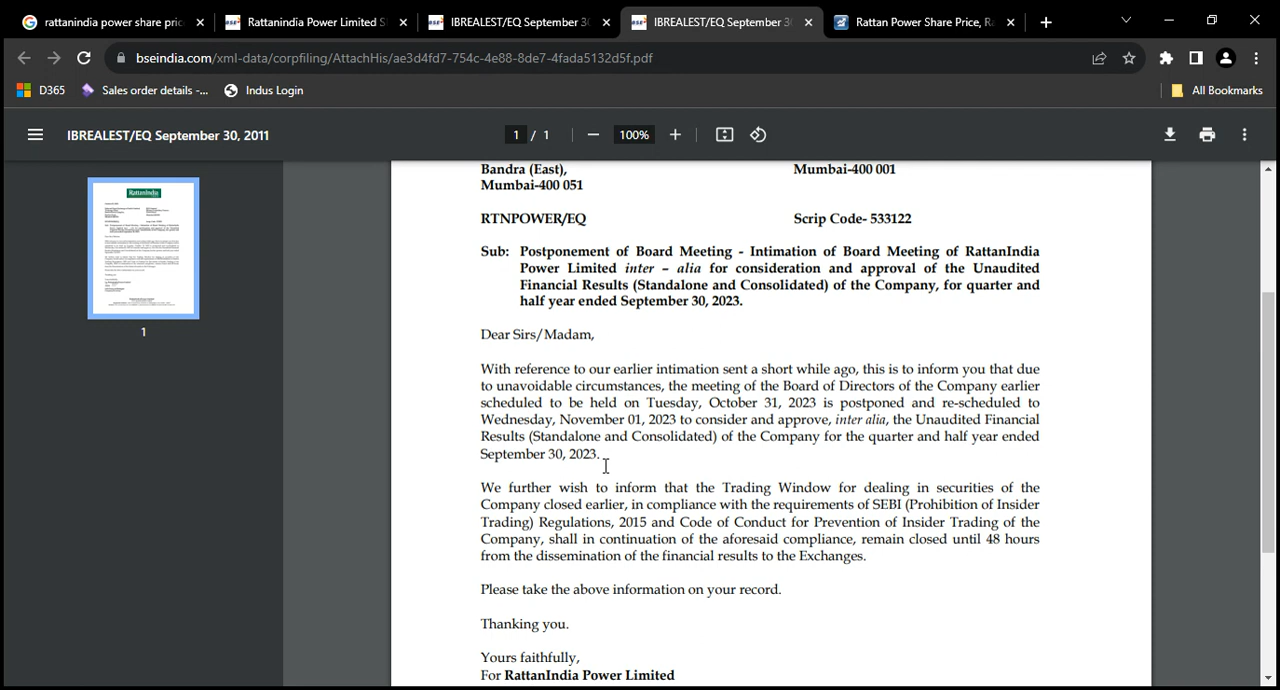 rattanindia power share pric
Rattanindia Power Limited S
IBREALEST/EQ September 30
IBREALEST/EQ September 30
Rattan Power Share Price, R
bseindia.com/xml-data/corpfiling/AttachHis/ae3d4fd7-754c-4e88-8de7-4fada5132d5f.pdf
D365
Sales order details -...
Indus Login
All Bookmarks
IBREALEST/EQ September 30, 2011
1 / 1
100%
RattanIndia
1
Bandra (East), Mumbai-400 001
Mumbai-400 051
RTNPOWER/EQ Scrip Code- 533122
Sub: Postponement of Board Meeting - Intimation of Board Meeting of RattanIndia
Power Limited inter – alia for consideration and approval of the Unaudited
Financial Results (Standalone and Consolidated) of the Company, for quarter and
half year ended September 30, 2023.
Dear Sirs/Madam,
With reference to our earlier intimation sent a short while ago, this is to inform you that due
to unavoidable circumstances, the meeting of the Board of Directors of the Company earlier
scheduled to be held on Tuesday, October 31, 2023 is postponed and re-scheduled to
Wednesday, November 01, 2023 to consider and approve, inter alia, the Unaudited Financial
Results (Standalone and Consolidated) of the Company for the quarter and half year ended
September 30, 2023.
We further wish to inform that the Trading Window for dealing in securities of the
Company closed earlier, in compliance with the requirements of SEBI (Prohibition of Insider
Trading) Regulations, 2015 and Code of Conduct for Prevention of Insider Trading of the
Company, shall in continuation of the aforesaid compliance, remain closed until 48 hours
from the dissemination of the financial results to the Exchanges.
Please take the above information on your record.
Thanking you.
Yours faithfully,
For RattanIndia Power Limited